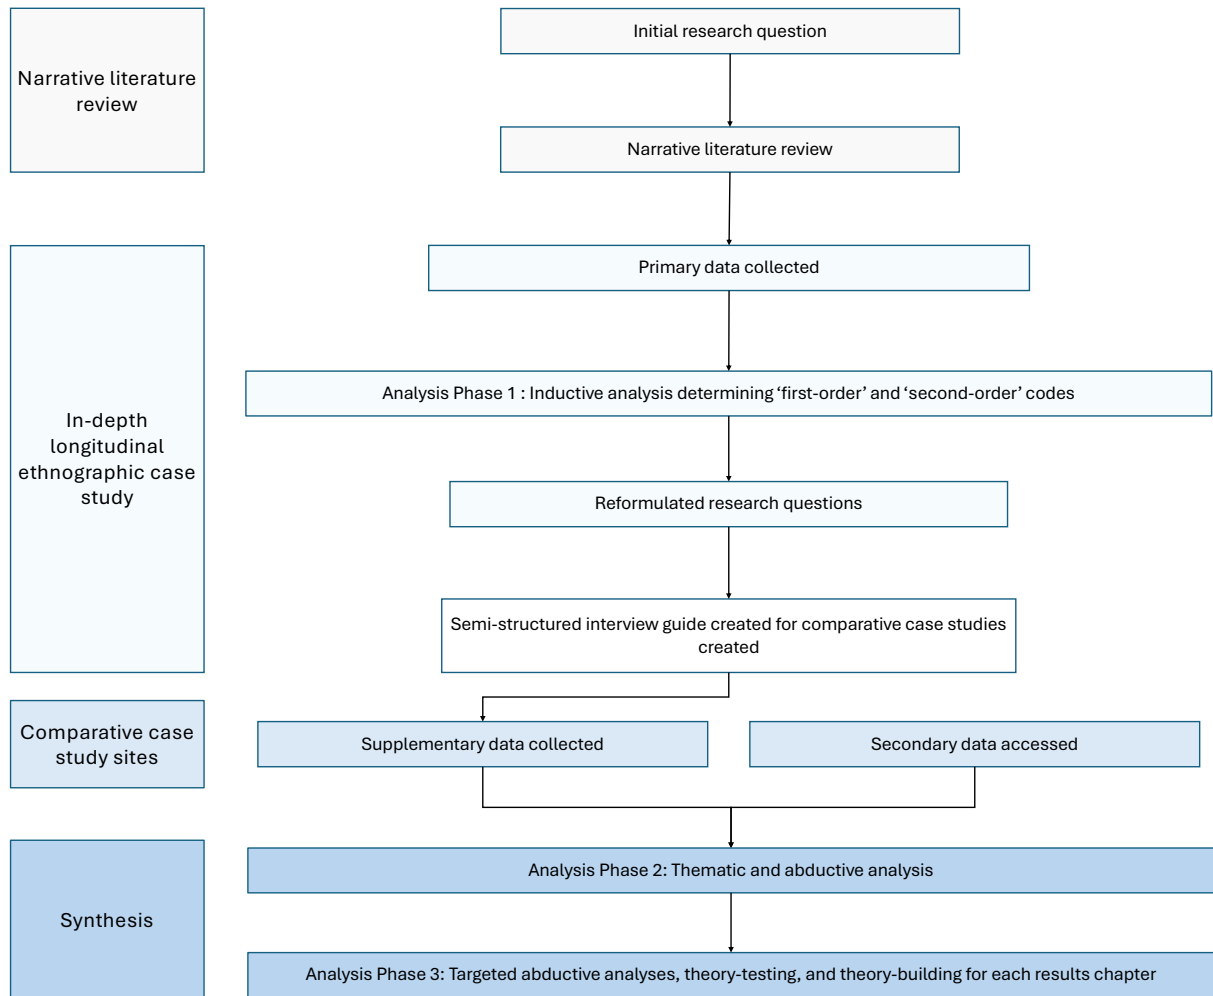 Narrative literature
review
Initial research question
Narrative literature review
In-depth
longitudinal
ethnographic case
study
Primary data collected
Analysis Phase 1 : Inductive analysis determining ‘first-order’ and ‘second-order’ codes
Reformulated research questions
Semi-structured interview guide created for comparative case studies
created
Comparative case
study sites
Supplementary data collected
Secondary data accessed
Synthesis
Analysis Phase 2: Thematic and abductive analysis
Analysis Phase 3: Targeted abductive analyses, theory-testing, and theory-building for each results chapter